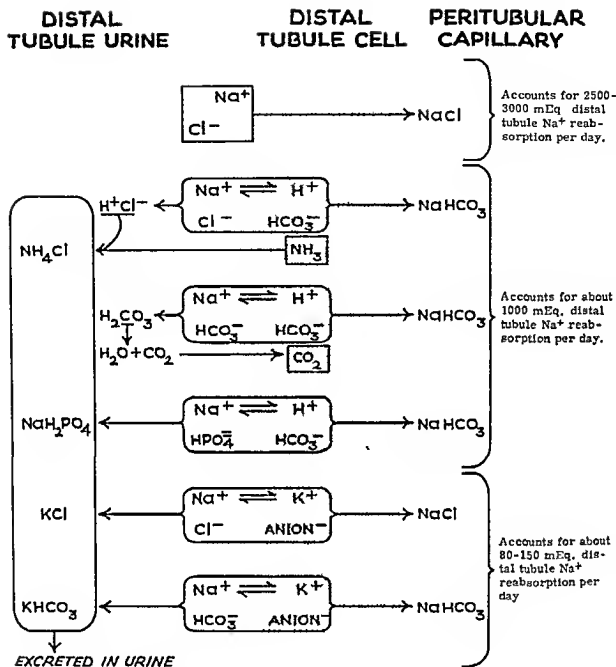 DISTAL TUBULE URINE
DISTAL TUBULE CELL
PERITUBULAR CAPILLARY
Na⁺
Cl⁻
NaCl
Accounts for 2500-
3000 mEq distal
tubule Na⁺ reab-
sorption per day.
H⁺Cl⁻
Na⁺ ⇌ H⁺
Cl⁻ HCO₃⁻
NaHCO₃
NH₄Cl
NH₃
H₂CO₃
Na⁺ ⇌ H⁺
HCO₃⁻ HCO₃⁻
NaHCO₃
H₂O+CO₂
CO₂
Accounts for about
1000 mEq. distal
tubule Na⁺ reab-
sorption per day.
NaH₂PO₄
Na⁺ ⇌ H⁺
HPO₄⁼ HCO₃⁻
NaHCO₃
KCl
Na⁺ ⇌ K⁺
Cl⁻ ANION⁻
NaCl
Accounts for about
80-150 mEq. dis-
tal tubule Na⁺
reabsorption per
day
KHCO₃
Na⁺ ⇌ K⁺
HCO₃⁻ ANION⁻
NaHCO₃
EXCRETED IN URINE